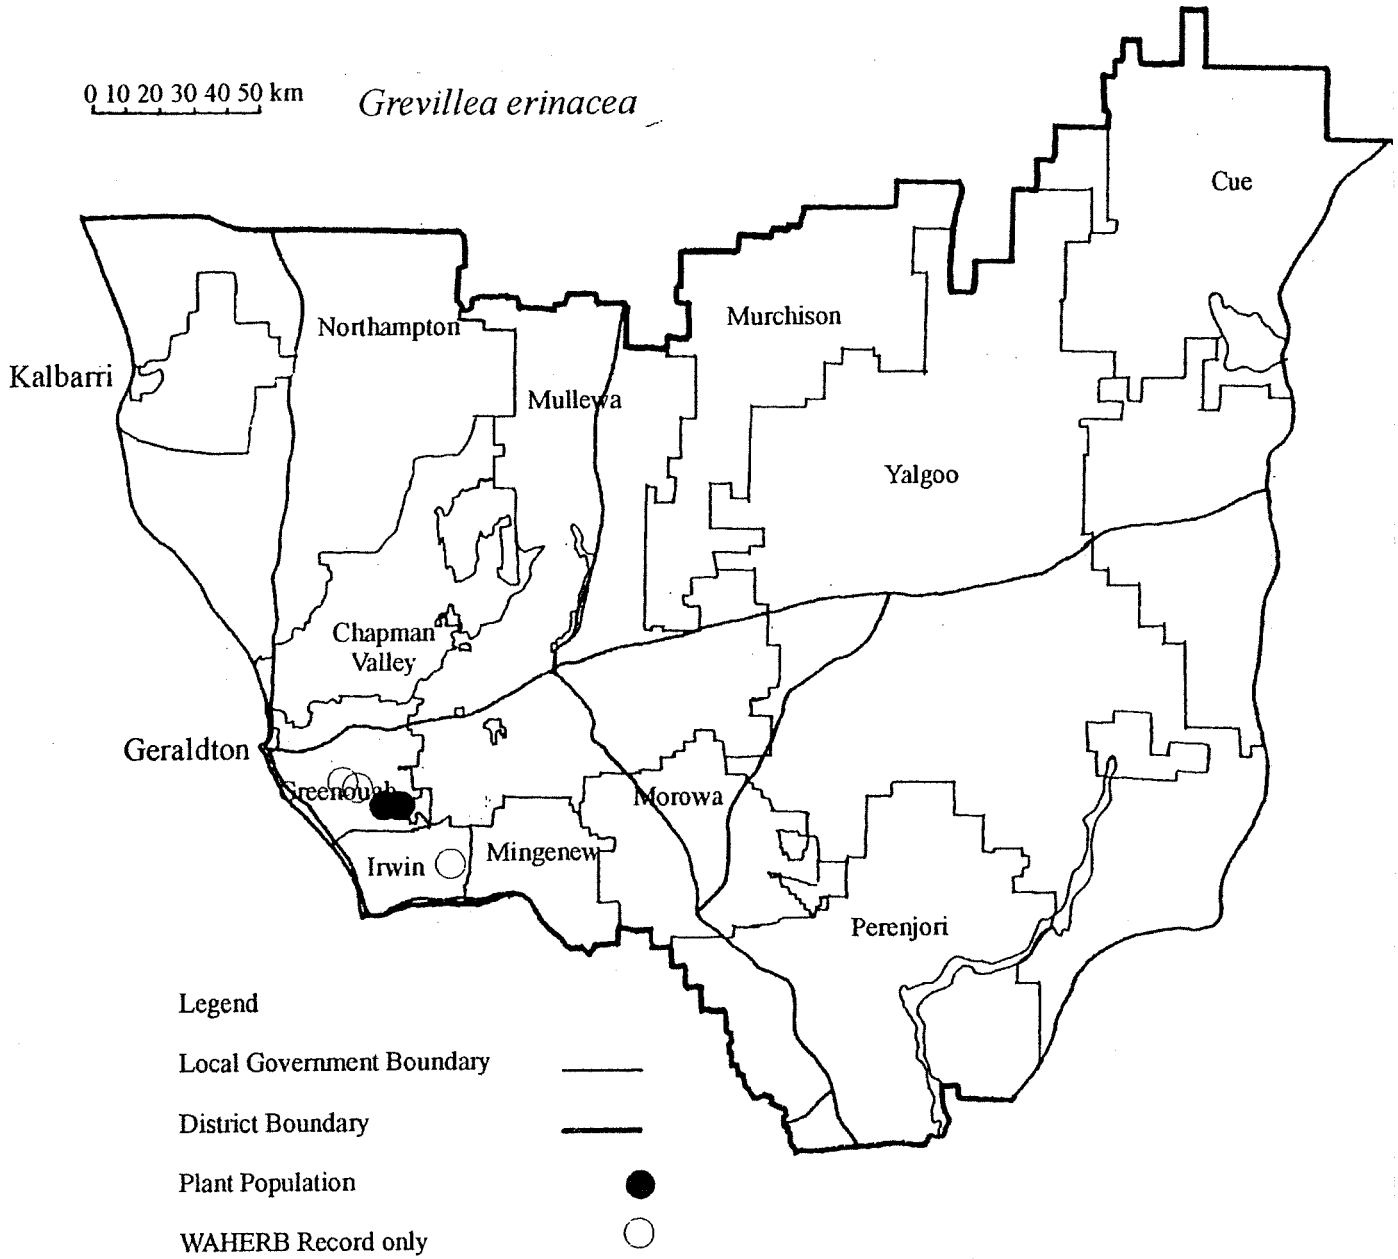 0 10 20 30 40 50 km
Grevillea erinacea
Cue
Murchison
Northampton
Kalbarri
Mullewa
Yalgoo
Chapman
Valley
Geraldton
Greenough
Morowa
Irwin
Mingenew
Perenjori
Legend
Local Government Boundary
District Boundary
Plant Population
WAHERB Record only